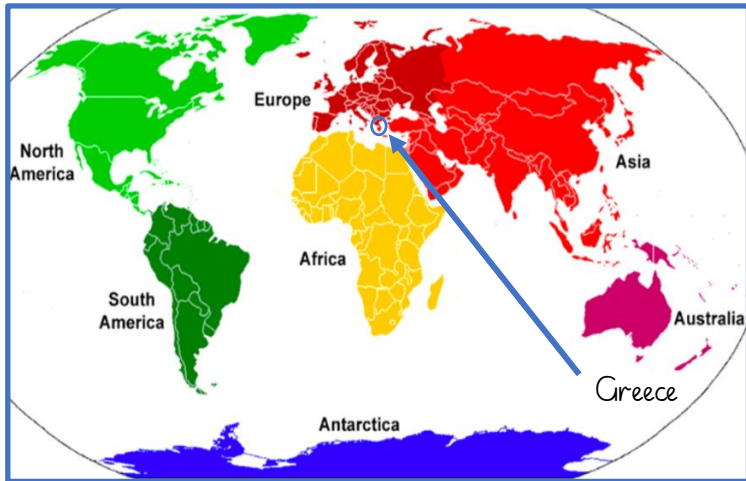 Europe
North
America
Asia
Africa
South
America
Australia
Greece
Antarctica